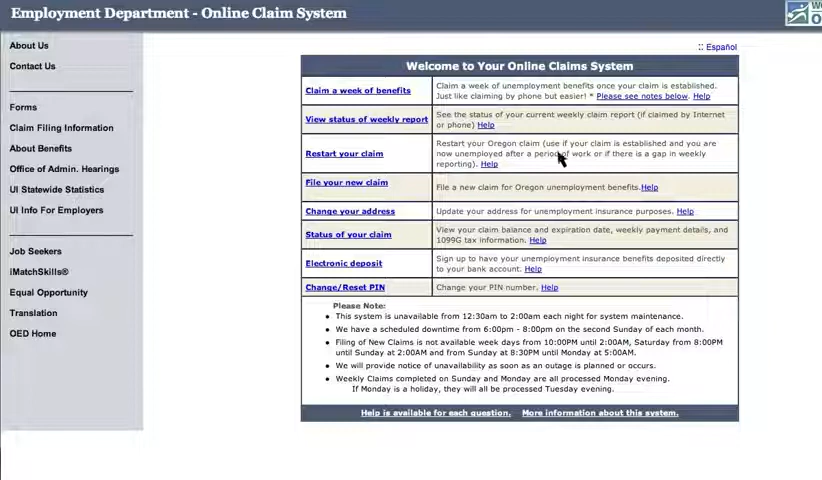 Employment Department - Online Claim System
About Us
Contact Us
Forms
Claim Filing Information
About Benefits
Office of Admin. Hearings
UI Statewide Statistics
UI Info For Employers
Job Seekers
iMatchSkills®
Equal Opportunity
Translation
OED Home
:: Español
Welcome to Your Online Claims System
Claim a week of benefits
Claim a week of unemployment benefits once your claim is established.
Just like claiming by phone but easier! * Please see notes below. Help
View status of weekly report
See the status of your current weekly claim report (if claimed by Internet
or phone) Help
Restart your claim
Restart your Oregon claim (use if your claim is established and you are
now unemployed after a period of work or if there is a gap in weekly
reporting). Help
File your new claim
File a new claim for Oregon unemployment benefits.Help
Change your address
Update your address for unemployment insurance purposes. Help
Status of your claim
View your claim balance and expiration date, weekly payment details, and
1099G tax information. Help
Electronic deposit
Sign up to have your unemployment insurance benefits deposited directly
to your bank account. Help
Change/Reset PIN
Change your PIN number. Help
Please Note:
• This system is unavailable from 12:30am to 2:00am each night for system maintenance.
• We have a scheduled downtime from 6:00pm - 8:00pm on the second Sunday of each month.
• Filing of New Claims is not available week days from 10:00PM until 2:00AM, Saturday from 8:00PM
until Sunday at 2:00AM and from Sunday at 8:30PM until Monday at 5:00AM.
• We will provide notice of unavailability as soon as an outage is planned or occurs.
• Weekly Claims completed on Sunday and Monday are all processed Monday evening.
If Monday is a holiday, they will all be processed Tuesday evening.
Help is available for each question. More information about this system.